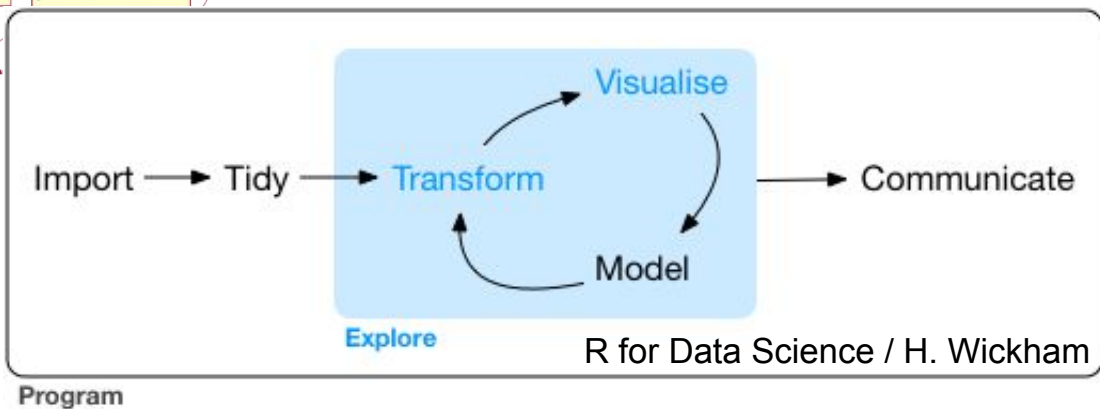 Visualise
Import Tidy Transform Communicate
Model
Explore
R for Data Science / H. Wickham
Program